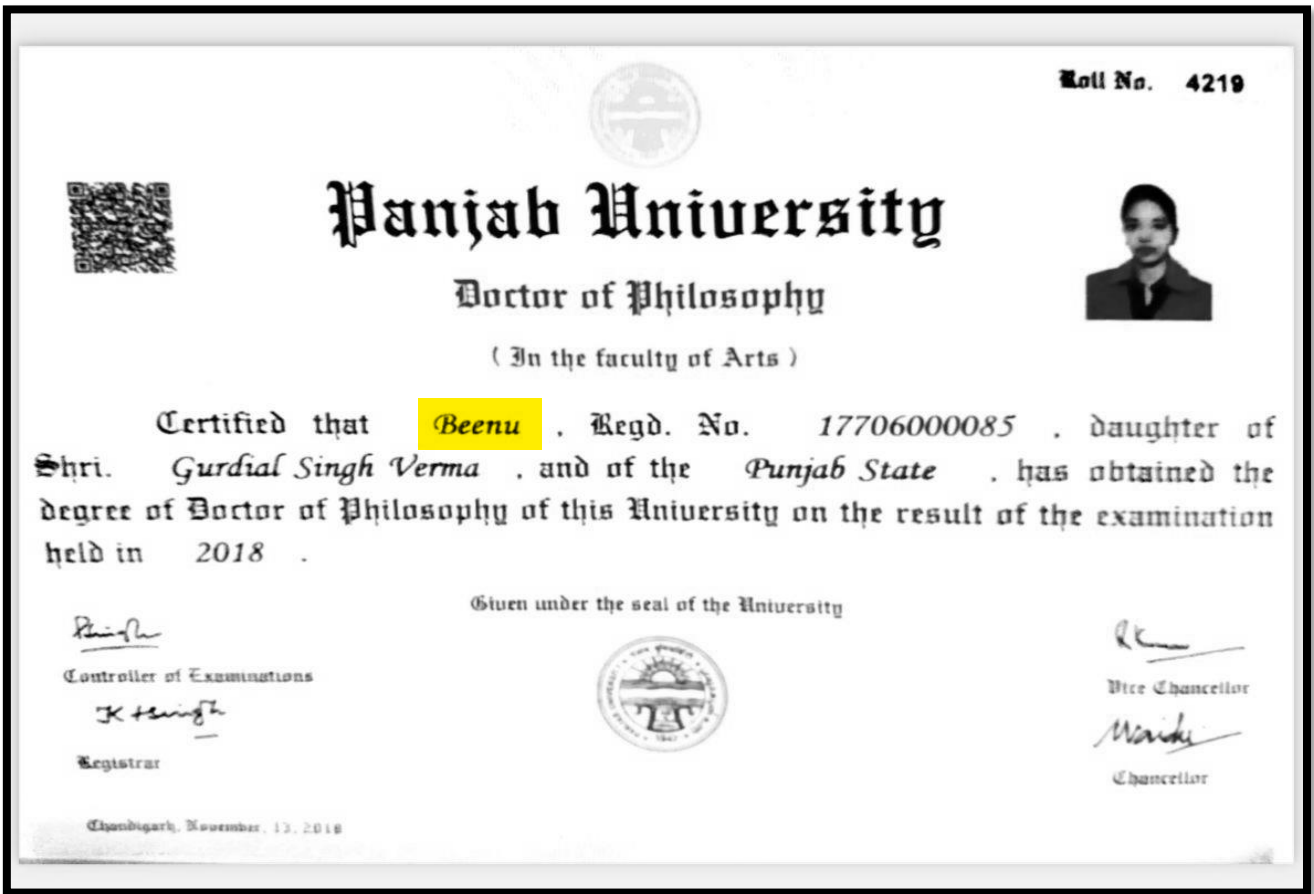 Roll No. 4219
Panjab University
Doctor of Philosophy
( In the faculty of Arts )
Certified that Beenu , Regd. No. 17706000085 , daughter of
Shri. Gurdial Singh Verma , and of the Punjab State , has obtained the
degree of Doctor of Philosophy of this University on the result of the examination
held in 2018 .
Given under the seal of the University
Controller of Examinations
Vice Chancellor
Registrar
Chancellor
Chandigarh, November, 13, 2018